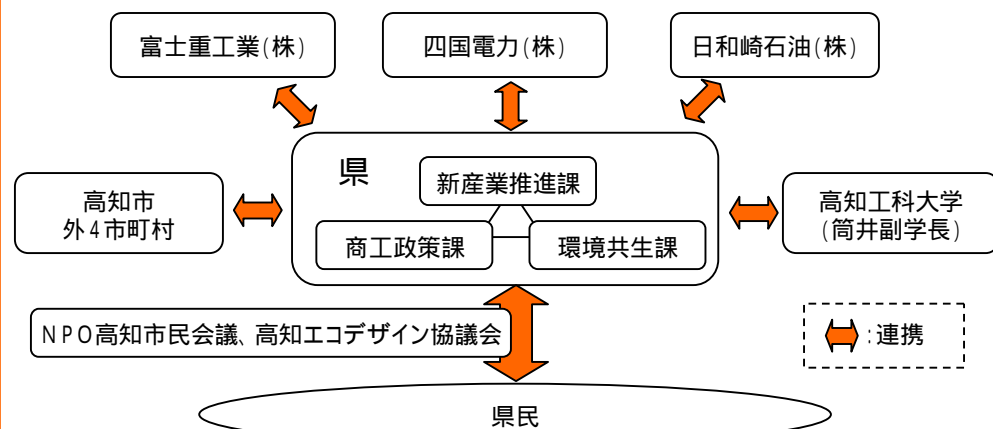 富士重工業(株)
四国電力(株)
日和崎石油(株)
県
新産業推進課
高知市
外4市町村
高知工科大学
(筒井副学長)
商工政策課
環境共生課
NPO高知市民会議、高知エコデザイン協議会
:連携
県民